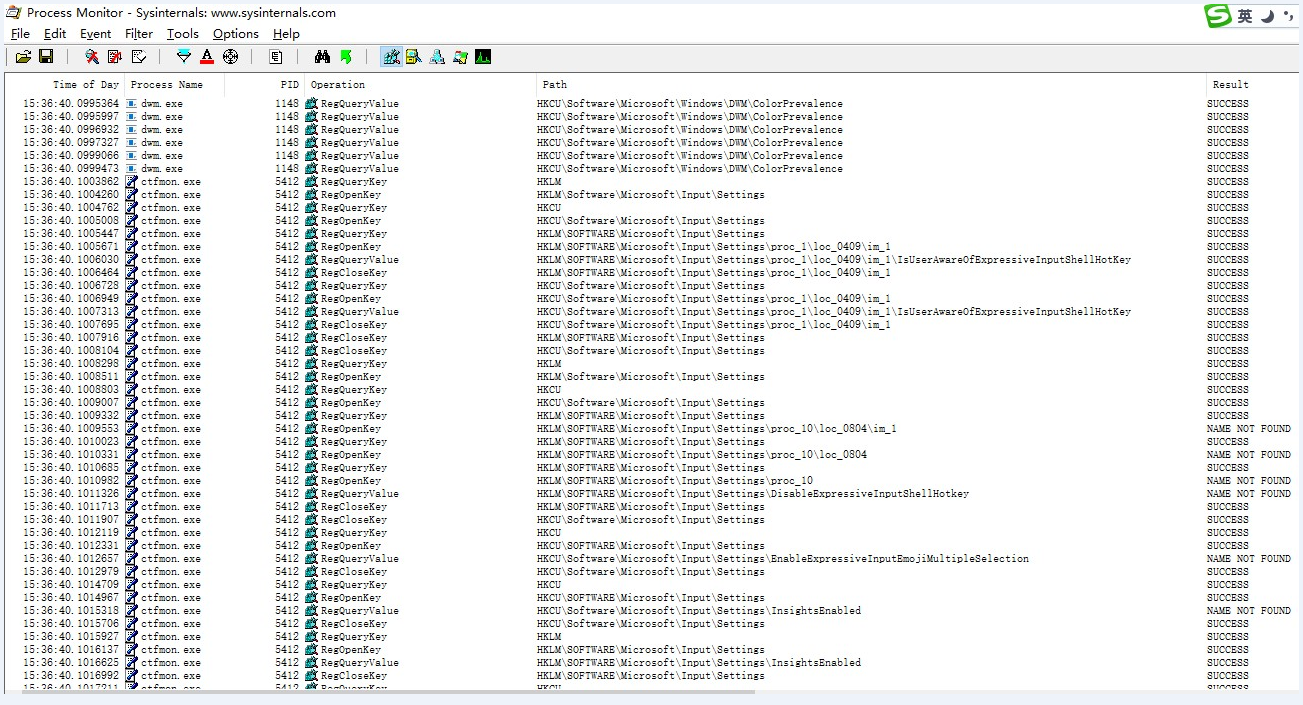 Process Monitor - Sysinternals: www.sysinternals.com
S 英
File Edit Event Filter Tools Options Help
Time of Day Process Name PID Operation Path Result
15:36:40.0995364 dwm.exe 1148 RegQueryValue HKCU\Software\Microsoft\Windows\DWM\ColorPrevalence SUCCESS
15:36:40.0995997 dwm.exe 1148 RegQueryValue HKCU\Software\Microsoft\Windows\DWM\ColorPrevalence SUCCESS
15:36:40.0996932 dwm.exe 1148 RegQueryValue HKCU\Software\Microsoft\Windows\DWM\ColorPrevalence SUCCESS
15:36:40.0997327 dwm.exe 1148 RegQueryValue HKCU\Software\Microsoft\Windows\DWM\ColorPrevalence SUCCESS
15:36:40.0999066 dwm.exe 1148 RegQueryValue HKCU\Software\Microsoft\Windows\DWM\ColorPrevalence SUCCESS
15:36:40.0999473 dwm.exe 1148 RegQueryValue HKCU\Software\Microsoft\Windows\DWM\ColorPrevalence SUCCESS
15:36:40.1003862 ctfmon.exe 5412 RegQueryKey HKLM SUCCESS
15:36:40.1004260 ctfmon.exe 5412 RegOpenKey HKLM\Software\Microsoft\Input\Settings SUCCESS
15:36:40.1004762 ctfmon.exe 5412 RegQueryKey HKCU SUCCESS
15:36:40.1005008 ctfmon.exe 5412 RegOpenKey HKCU\Software\Microsoft\Input\Settings SUCCESS
15:36:40.1005447 ctfmon.exe 5412 RegQueryKey HKLM\SOFTWARE\Microsoft\Input\Settings SUCCESS
15:36:40.1005671 ctfmon.exe 5412 RegOpenKey HKLM\SOFTWARE\Microsoft\Input\Settings\proc_1\loc_0409\im_1 SUCCESS
15:36:40.1006030 ctfmon.exe 5412 RegQueryValue HKLM\SOFTWARE\Microsoft\Input\Settings\proc_1\loc_0409\im_1\IsUserAwareOfExpressiveInputShellHotKey SUCCESS
15:36:40.1006464 ctfmon.exe 5412 RegCloseKey HKLM\SOFTWARE\Microsoft\Input\Settings\proc_1\loc_0409\im_1 SUCCESS
15:36:40.1006728 ctfmon.exe 5412 RegQueryKey HKCU\Software\Microsoft\Input\Settings SUCCESS
15:36:40.1006949 ctfmon.exe 5412 RegOpenKey HKCU\Software\Microsoft\Input\Settings\proc_1\loc_0409\im_1 SUCCESS
15:36:40.1007313 ctfmon.exe 5412 RegQueryValue HKCU\Software\Microsoft\Input\Settings\proc_1\loc_0409\im_1\IsUserAwareOfExpressiveInputShellHotKey SUCCESS
15:36:40.1007695 ctfmon.exe 5412 RegCloseKey HKCU\Software\Microsoft\Input\Settings\proc_1\loc_0409\im_1 SUCCESS
15:36:40.1007916 ctfmon.exe 5412 RegCloseKey HKLM\SOFTWARE\Microsoft\Input\Settings SUCCESS
15:36:40.1008104 ctfmon.exe 5412 RegCloseKey HKCU\Software\Microsoft\Input\Settings SUCCESS
15:36:40.1008298 ctfmon.exe 5412 RegQueryKey HKLM SUCCESS
15:36:40.1008511 ctfmon.exe 5412 RegOpenKey HKLM\Software\Microsoft\Input\Settings SUCCESS
15:36:40.1008803 ctfmon.exe 5412 RegQueryKey HKCU SUCCESS
15:36:40.1009007 ctfmon.exe 5412 RegOpenKey HKCU\Software\Microsoft\Input\Settings SUCCESS
15:36:40.1009332 ctfmon.exe 5412 RegQueryKey HKLM\SOFTWARE\Microsoft\Input\Settings SUCCESS
15:36:40.1009553 ctfmon.exe 5412 RegOpenKey HKLM\SOFTWARE\Microsoft\Input\Settings\proc_10\loc_0804\im_1 NAME NOT FOUND
15:36:40.1010023 ctfmon.exe 5412 RegQueryKey HKLM\SOFTWARE\Microsoft\Input\Settings SUCCESS
15:36:40.1010331 ctfmon.exe 5412 RegOpenKey HKLM\SOFTWARE\Microsoft\Input\Settings\proc_10\loc_0804 NAME NOT FOUND
15:36:40.1010685 ctfmon.exe 5412 RegQueryKey HKLM\SOFTWARE\Microsoft\Input\Settings SUCCESS
15:36:40.1010982 ctfmon.exe 5412 RegOpenKey HKLM\SOFTWARE\Microsoft\Input\Settings\proc_10 NAME NOT FOUND
15:36:40.1011326 ctfmon.exe 5412 RegQueryValue HKLM\SOFTWARE\Microsoft\Input\Settings\DisableExpressiveInputShellHotkey NAME NOT FOUND
15:36:40.1011713 ctfmon.exe 5412 RegCloseKey HKLM\SOFTWARE\Microsoft\Input\Settings SUCCESS
15:36:40.1011907 ctfmon.exe 5412 RegCloseKey HKCU\Software\Microsoft\Input\Settings SUCCESS
15:36:40.1012119 ctfmon.exe 5412 RegQueryKey HKCU SUCCESS
15:36:40.1012331 ctfmon.exe 5412 RegOpenKey HKCU\SOFTWARE\Microsoft\Input\Settings SUCCESS
15:36:40.1012657 ctfmon.exe 5412 RegQueryValue HKCU\Software\Microsoft\Input\Settings\EnableExpressiveInputEmojiMultipleSelection NAME NOT FOUND
15:36:40.1012979 ctfmon.exe 5412 RegCloseKey HKCU\Software\Microsoft\Input\Settings SUCCESS
15:36:40.1014709 ctfmon.exe 5412 RegQueryKey HKCU SUCCESS
15:36:40.1014967 ctfmon.exe 5412 RegOpenKey HKCU\SOFTWARE\Microsoft\Input\Settings SUCCESS
15:36:40.1015318 ctfmon.exe 5412 RegQueryValue HKCU\Software\Microsoft\Input\Settings\InsightsEnabled NAME NOT FOUND
15:36:40.1015706 ctfmon.exe 5412 RegCloseKey HKCU\Software\Microsoft\Input\Settings SUCCESS
15:36:40.1015927 ctfmon.exe 5412 RegQueryKey HKLM SUCCESS
15:36:40.1016137 ctfmon.exe 5412 RegOpenKey HKLM\SOFTWARE\Microsoft\Input\Settings SUCCESS
15:36:40.1016625 ctfmon.exe 5412 RegQueryValue HKLM\SOFTWARE\Microsoft\Input\Settings\InsightsEnabled SUCCESS
15:36:40.1016992 ctfmon.exe 5412 RegCloseKey HKLM\SOFTWARE\Microsoft\Input\Settings SUCCESS
15:36:40.1017211 ctfmon.exe 5412 RegQueryKey HKCU SUCCESS